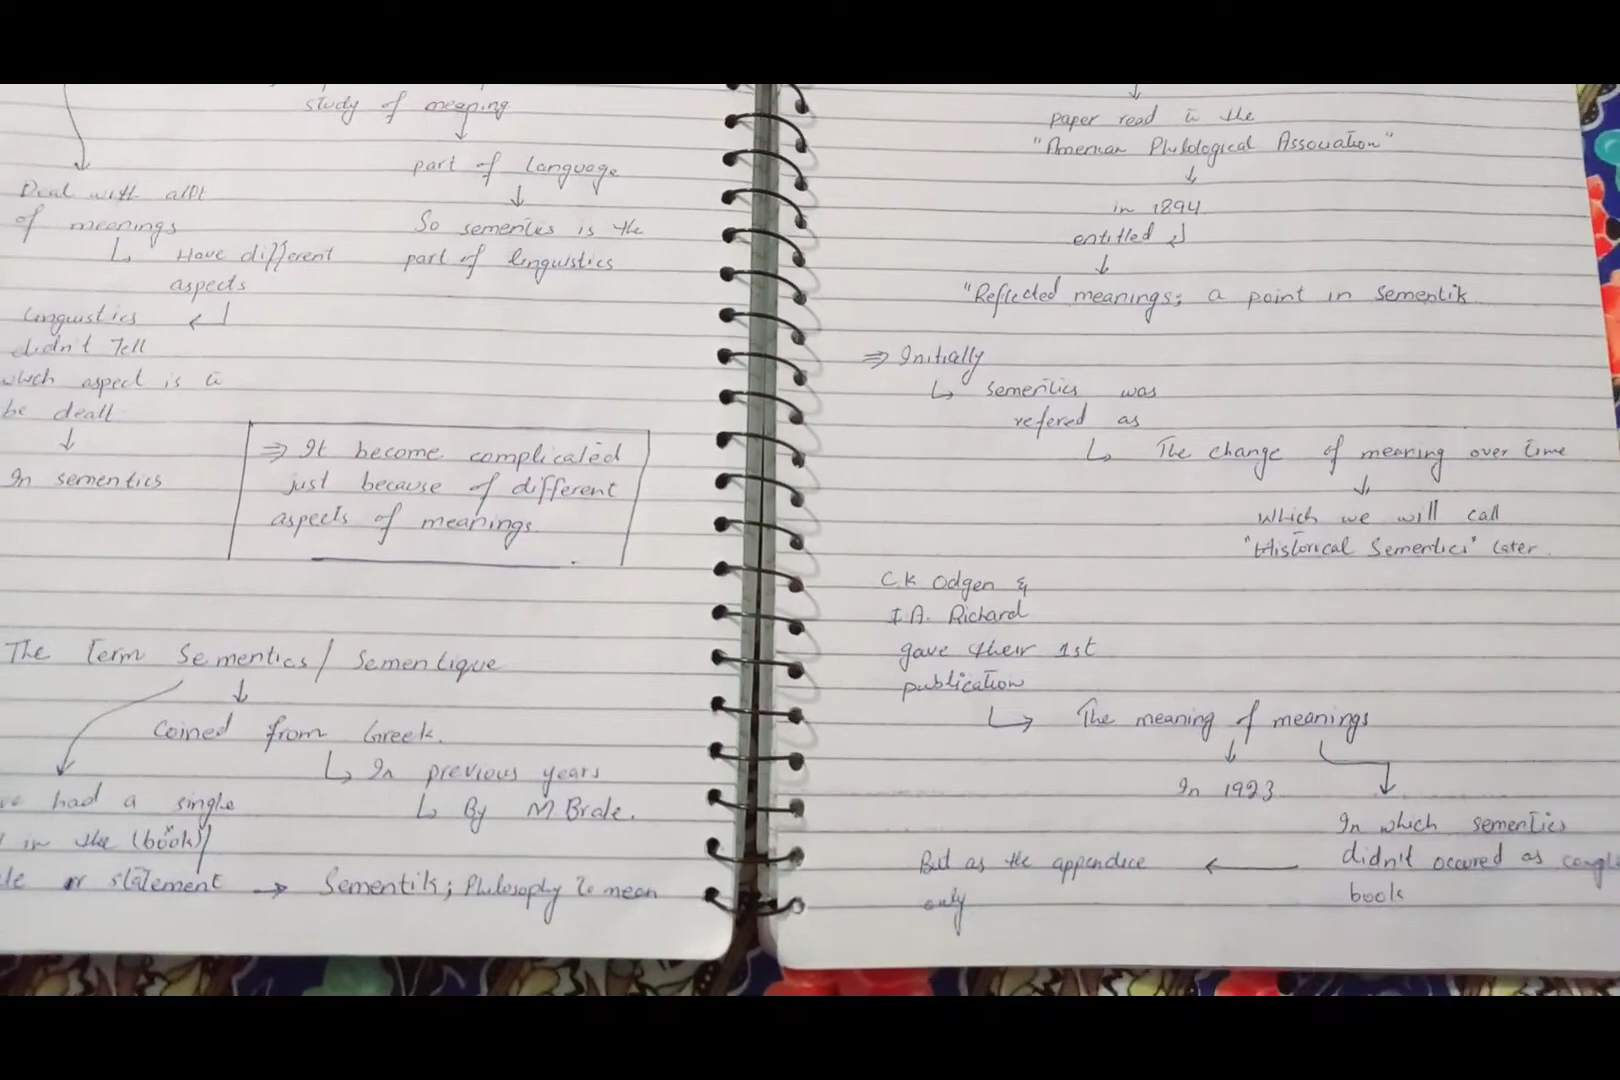 study of meaning
part of language
So sementics is the
part of linguistics
Deal with
of meanings
Have different
aspects
Linguistics
didn't Tell
which aspect is to
be dealt
In sementics
⇒ It become complicated
just because of different
aspects of meanings
The Term Sementics/ Sementique
Coined from Greek.
In previous years
By M Brale.
had a single
in the (book)
or statement → Sementik; Philosophy to mean
paper read to the
"American Philological Association"
in 1894
entitled
"Reflected meanings; a point in Sementik
⇒ Initially
sementics was
refered as
The change of meaning over time
Which we will call
"Historical Sementics" later.
C.K Odgen &
I.A. Richard
gave their 1st
publication
The meaning of meanings
In 1923
In which sementics
didn't occured as
book
But as the appendice
only